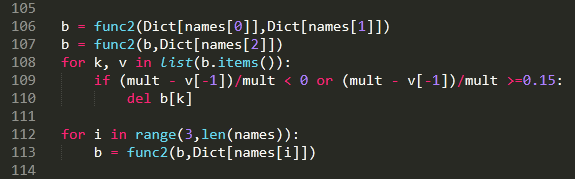 105
106 b = func2(Dict[names[0]],Dict[names[1]])
107 b = func2(b,Dict[names[2]])
108 for k, v in list(b.items()):
109     if (mult - v[-1])/mult < 0 or (mult - v[-1])/mult >=0.15:
110         del b[k]
111
112 for i in range(3,len(names)):
113     b = func2(b,Dict[names[i]])
114